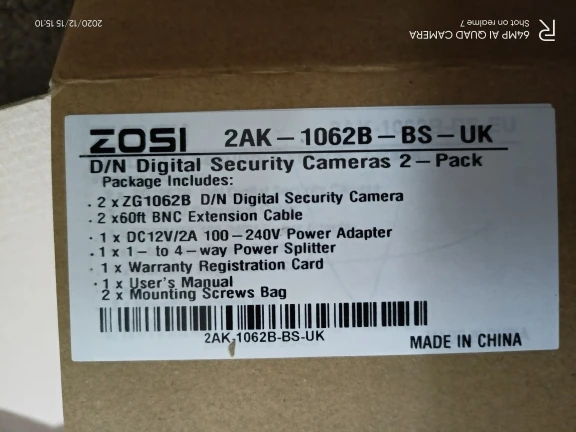 2020/12/15 15:10
Shot on realme 7
64MP AI QUAD CAMERA
ZOSI 2AK-1062B-BS-UK
D/N Digital Security Cameras 2-Pack
Package Includes:
· 2 xZG1062B D/N Digital Security Camera
· 2 x60ft BNC Extension Cable
· 1 x DC12V/2A 100-240V Power Adapter
· 1 x 1- to 4-way Power Splitter
· 1 x Warranty Registration Card
· 1 x User's Manual
2 x Mounting Screws Bag
2AK-1062B-BS-UK
MADE IN CHINA